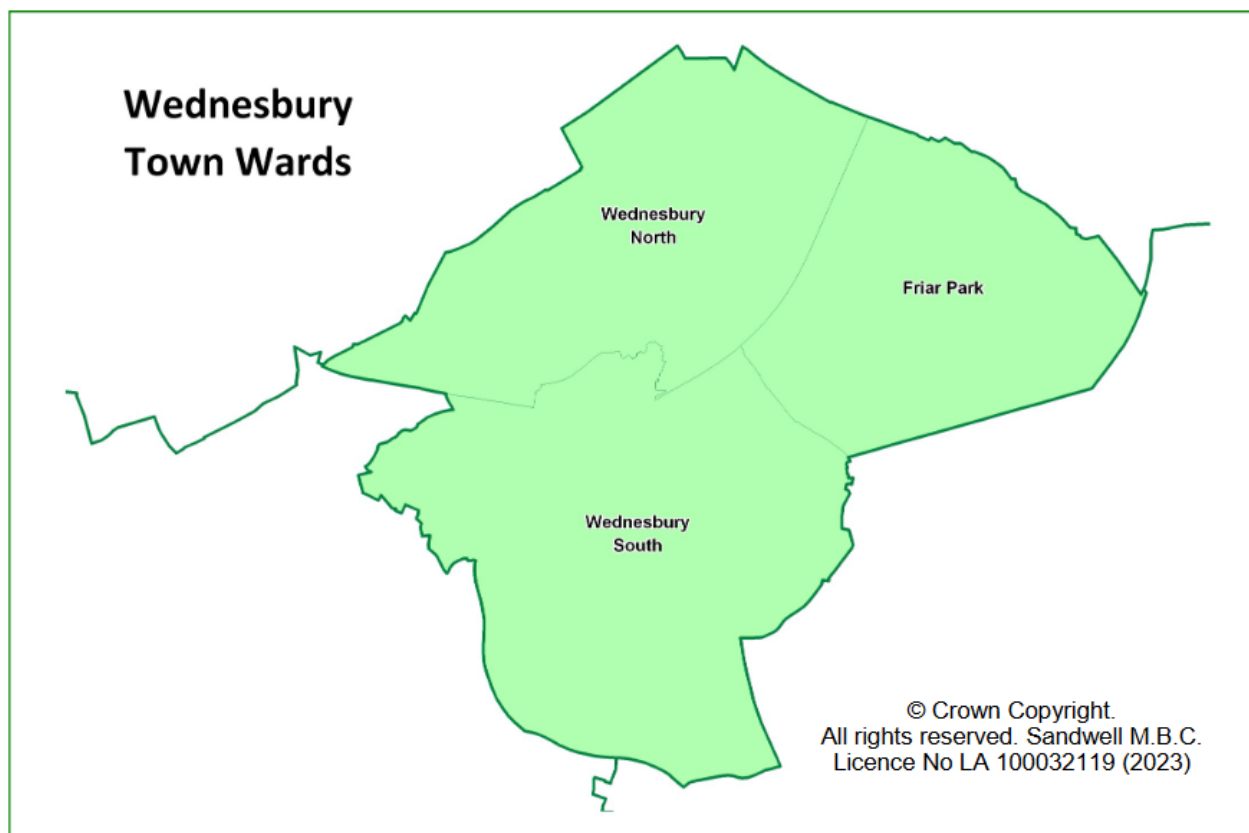 Wednesbury
Town Wards
Wednesbury
North
Friar Park
Wednesbury
South
© Crown Copyright.
All rights reserved. Sandwell M.B.C.
Licence No LA 100032119 (2023)